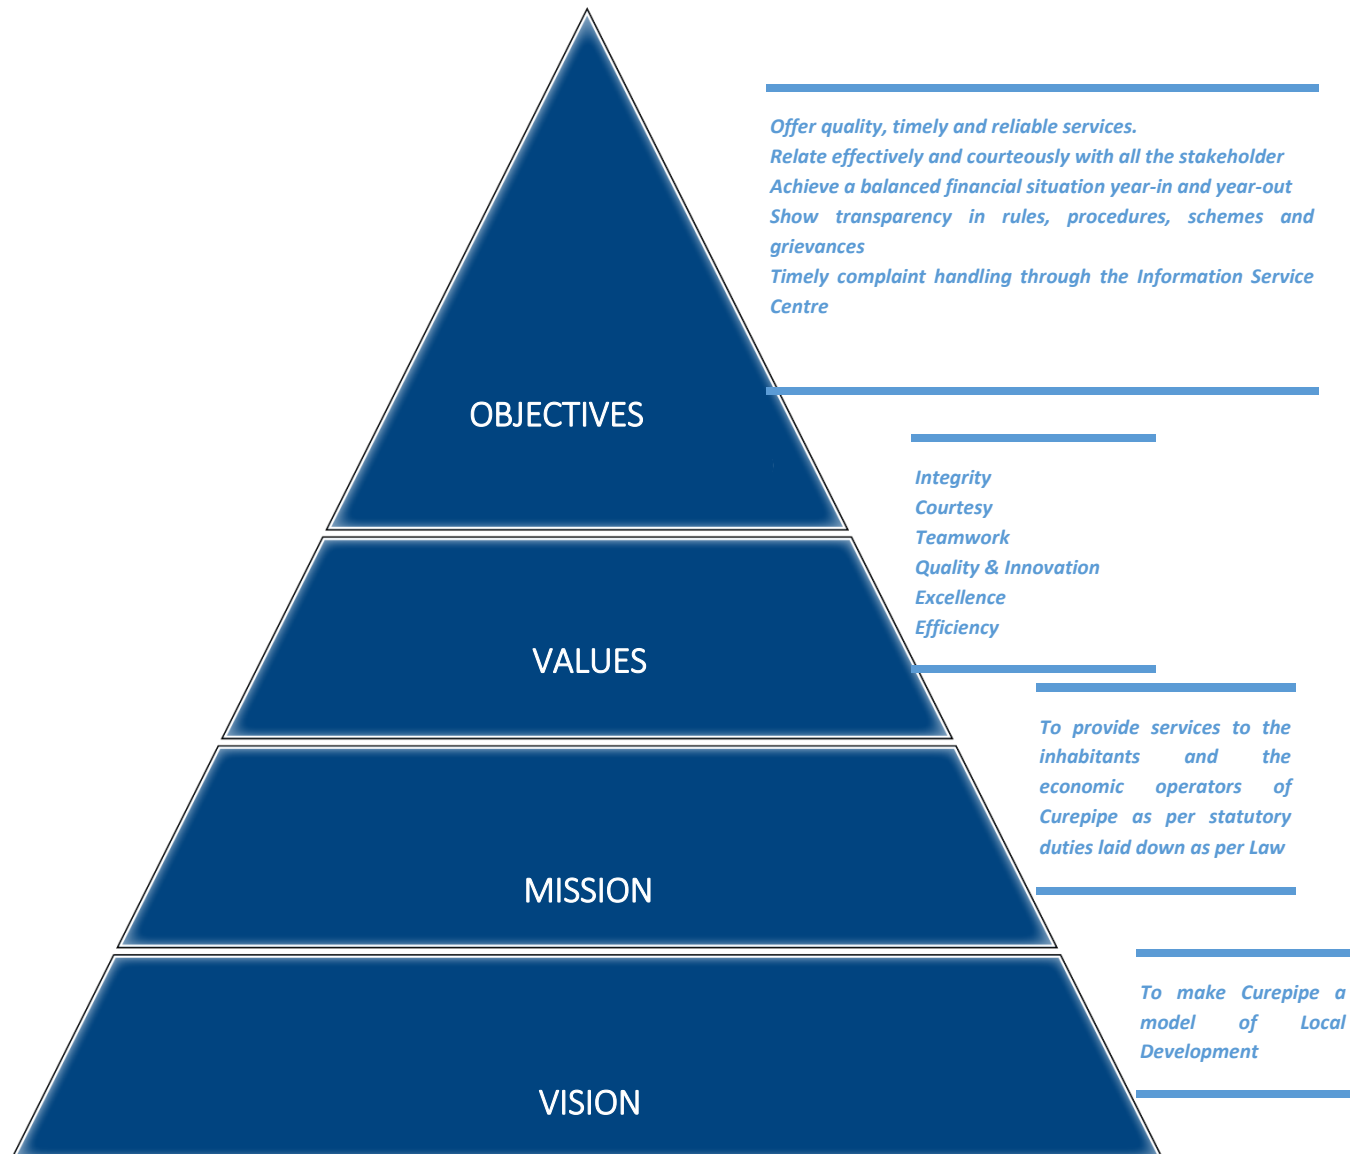 Offer quality, timely and reliable services.
Relate effectively and courteously with all the stakeholder
Achieve a balanced financial situation year-in and year-out
Show transparency in rules, procedures, schemes and
grievances
Timely complaint handling through the Information Service
Centre
OBJECTIVES
Integrity
Courtesy
Teamwork
Quality & Innovation
Excellence
Efficiency
VALUES
To provide services to the
inhabitants and the
economic operators of
Curepipe as per statutory
duties laid down as per Law
MISSION
To make Curepipe a
model of Local
Development
VISION